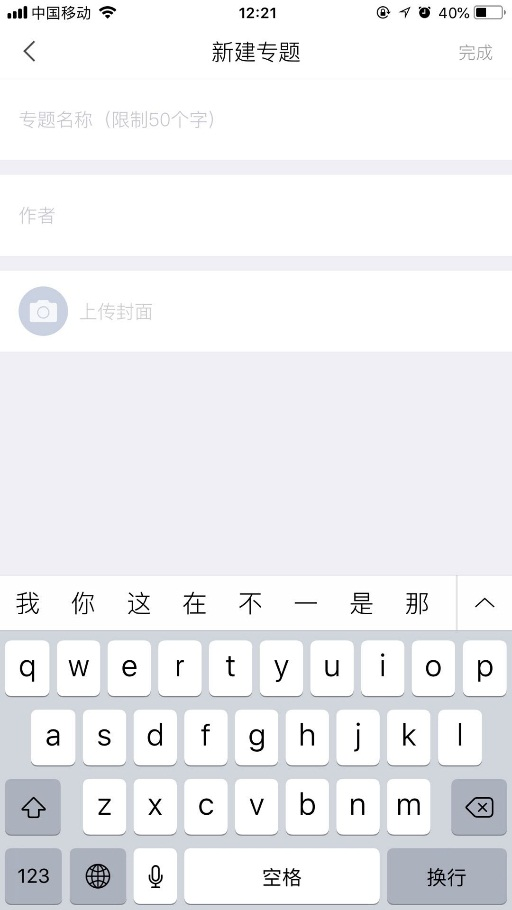 中国移动 12:21 40%
新建专题 完成
专题名称（限制50个字）
作者
上传封面
我 你 这 在 不 一 是 那
q w e r t y u i o p
a s d f g h j k l
z x c v b n m
123 空格 换行